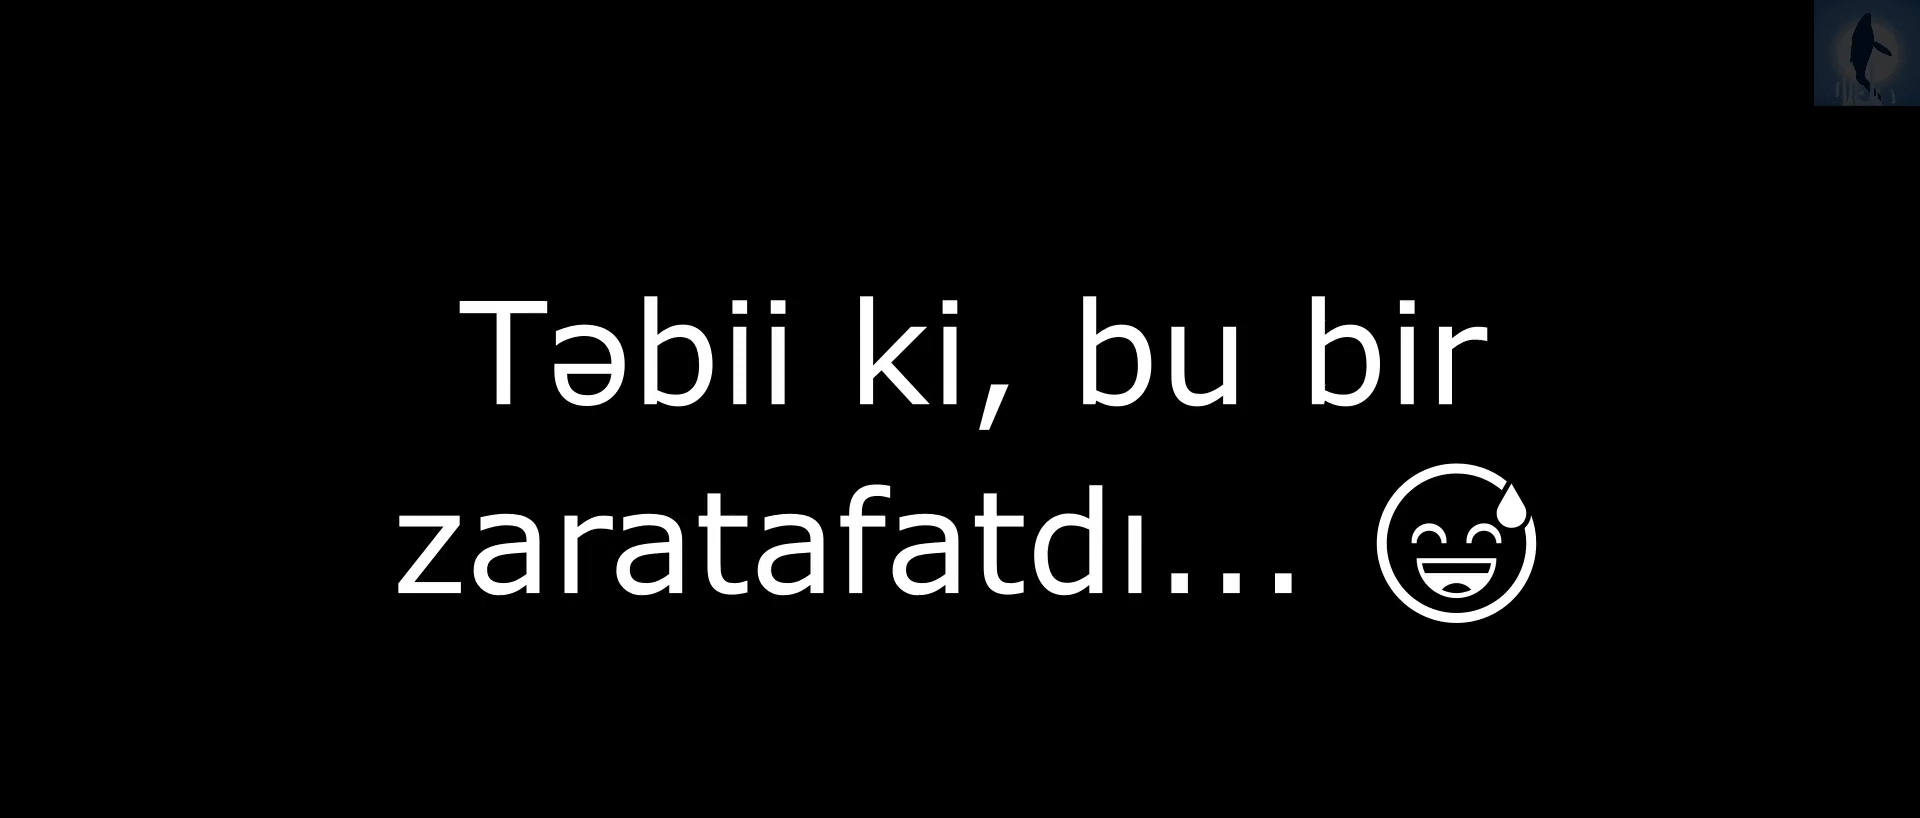 Təbii ki, bu bir
zaratafatdı... 😅